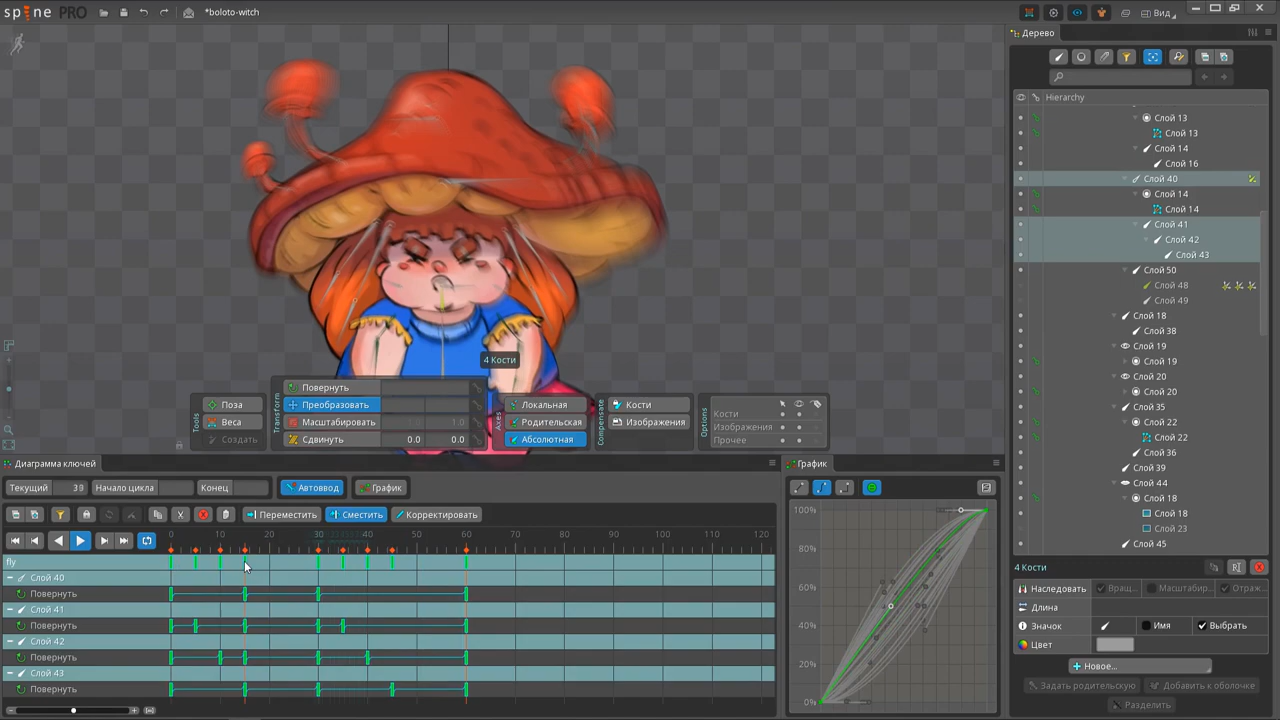 spine PRO
*boloto-witch
Вид
Дерево
Hierarchy
Слой 13
Слой 13
Слой 14
Слой 16
Слой 40
Слой 14
Слой 14
Слой 41
Слой 42
Слой 43
Слой 50
Слой 48
Слой 49
Слой 18
Слой 38
Слой 19
Слой 19
Слой 20
Слой 20
Слой 35
Слой 22
Слой 22
Слой 36
Слой 39
Слой 44
Слой 18
Слой 18
Слой 23
Слой 45
4 Кости
Tools
Поза
Веса
Создать
Transform
Повернуть
Преобразовать
Масштабировать 1.0 1.0
Сдвинуть 0.0 0.0
Axes
Локальная
Родительская
Абсолютная
Compensate
Кости
Изображения
Options
Кости
Изображения
Прочее
Диаграмма ключей
Текущий 39 Начало цикла Конец Автоввод График
Переместить Сместить Корректировать
0 20 30 40 50 60 70 80 90 100 110 120
fly
Слой 40
Повернуть
Слой 41
Повернуть
Слой 42
Повернуть
Слой 43
Повернуть
График
100%
80%
60%
40%
20%
0%
4 Кости
Наследовать Вращ... Масштабир... Отраж...
Длина
Значок Имя Выбрать
Цвет
Новое...
Задать родительскую Добавить к оболочке
Разделить